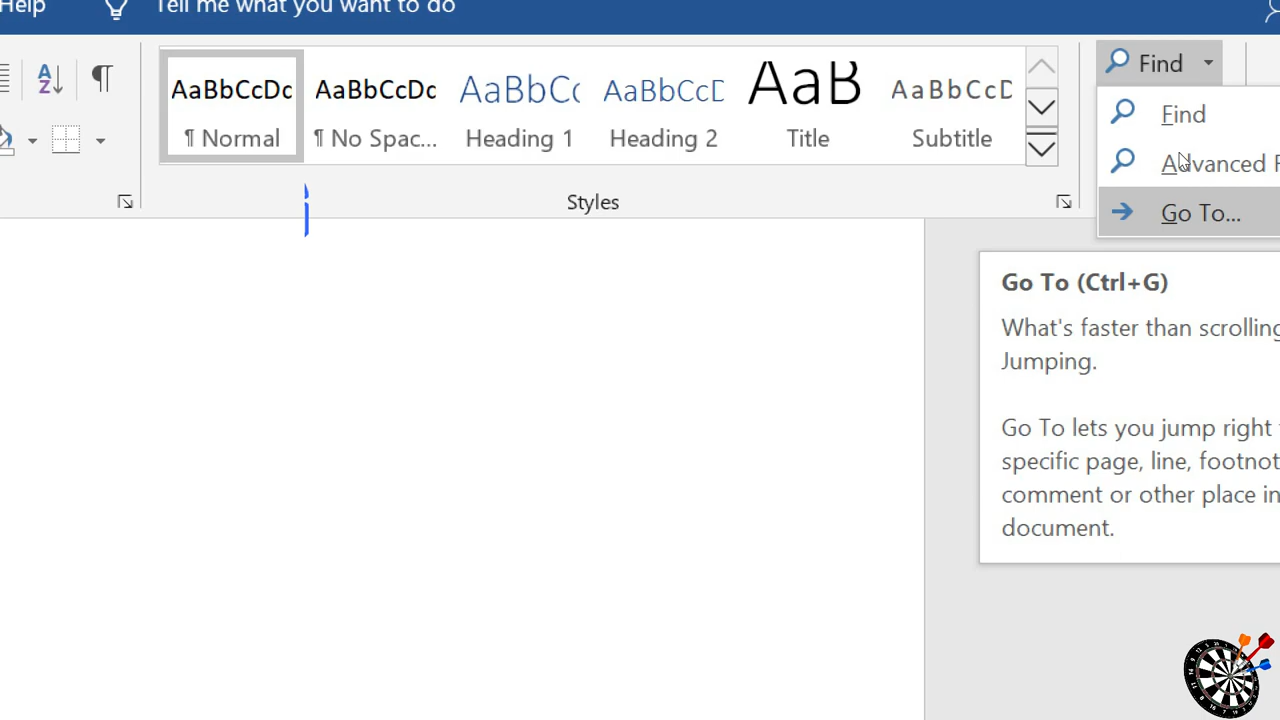 Help Tell me what you want to do
AaBbCcDc AaBbCcDc AaBbC( AaBbCcD AaB AaBbCcD Find
¶ Normal ¶ No Spac... Heading 1 Heading 2 Title Subtitle
Styles
Find
Advanced F
Go To...
Go To (Ctrl+G)
What's faster than scrolling
Jumping.
Go To lets you jump right
specific page, line, footnot
comment or other place in
document.